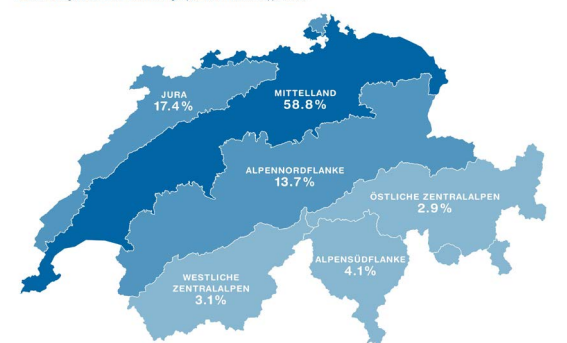 JURA
17.4%
MITTELLAND
58.8%
ALPENNORDFLANKE
13.7%
ÖSTLICHE ZENTRALALPEN
2.9%
ALPENSÜDFLANKE
4.1%
WESTLICHE
ZENTRALALPEN
3.1%